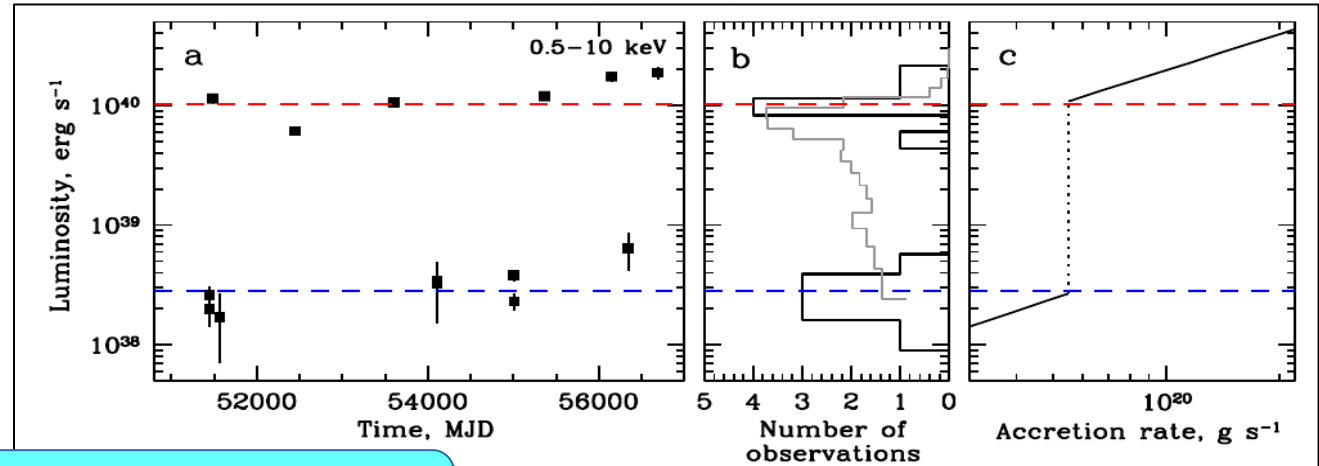 a
0.5−10 keV
b
c
Luminosity, erg s⁻¹
10⁴⁰
10³⁹
10³⁸
52000
54000
56000
Time, MJD
5 4 3 2 1 0
Number of
observations
10²⁰
Accretion rate, g s⁻¹